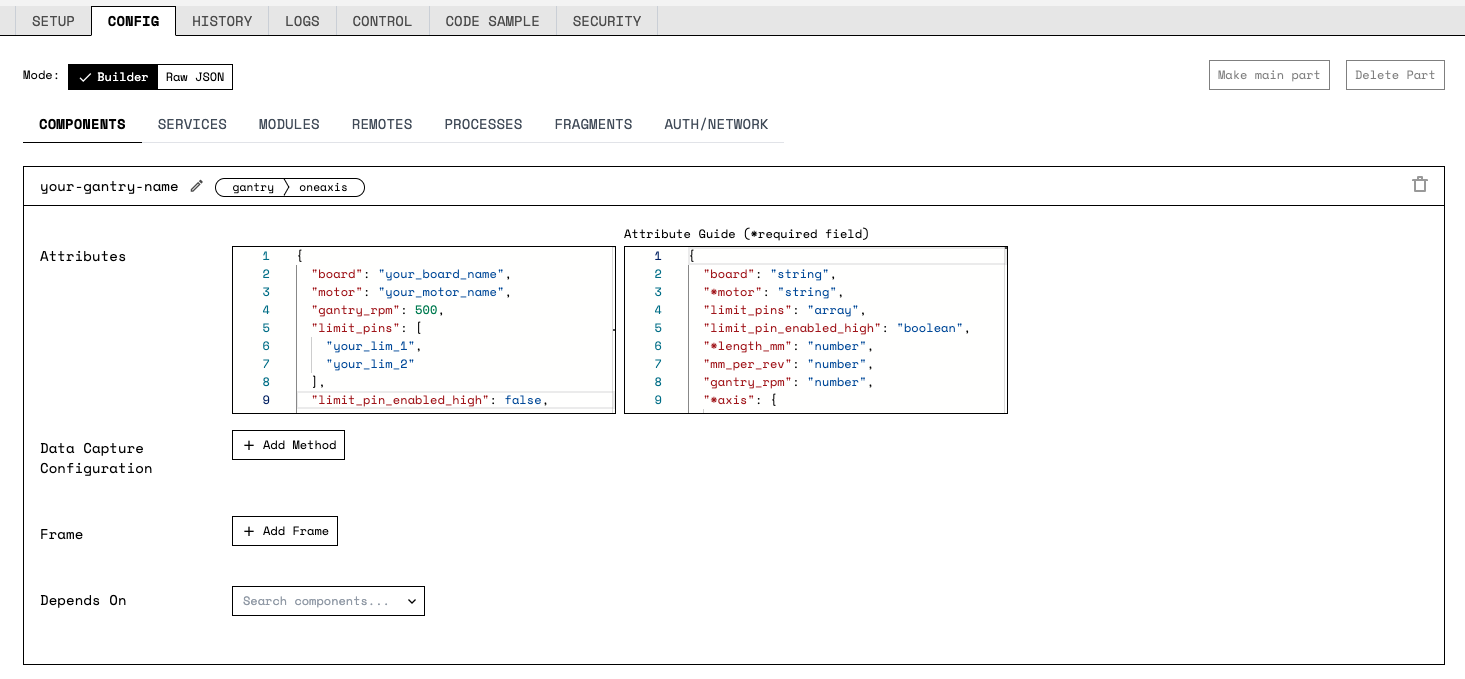 SETUP CONFIG HISTORY LOGS CONTROL CODE SAMPLE SECURITY
Mode: Builder Raw JSON Make main part Delete Part
COMPONENTS SERVICES MODULES REMOTES PROCESSES FRAGMENTS AUTH/NETWORK
your-gantry-name gantry oneaxis
Attribute Guide (*required field)
Attributes
1 {
2 "board": "your_board_name",
3 "motor": "your_motor_name",
4 "gantry_rpm": 500,
5 "limit_pins": [
6 "your_lim_1",
7 "your_lim_2"
8 ],
9 "limit_pin_enabled_high": false,
1 {
2 "board": "string",
3 "*motor": "string",
4 "limit_pins": "array",
5 "limit_pin_enabled_high": "boolean",
6 "*length_mm": "number",
7 "mm_per_rev": "number",
8 "gantry_rpm": "number",
9 "*axis": {
Data Capture
Configuration
+ Add Method
Frame
+ Add Frame
Depends On
Search components...